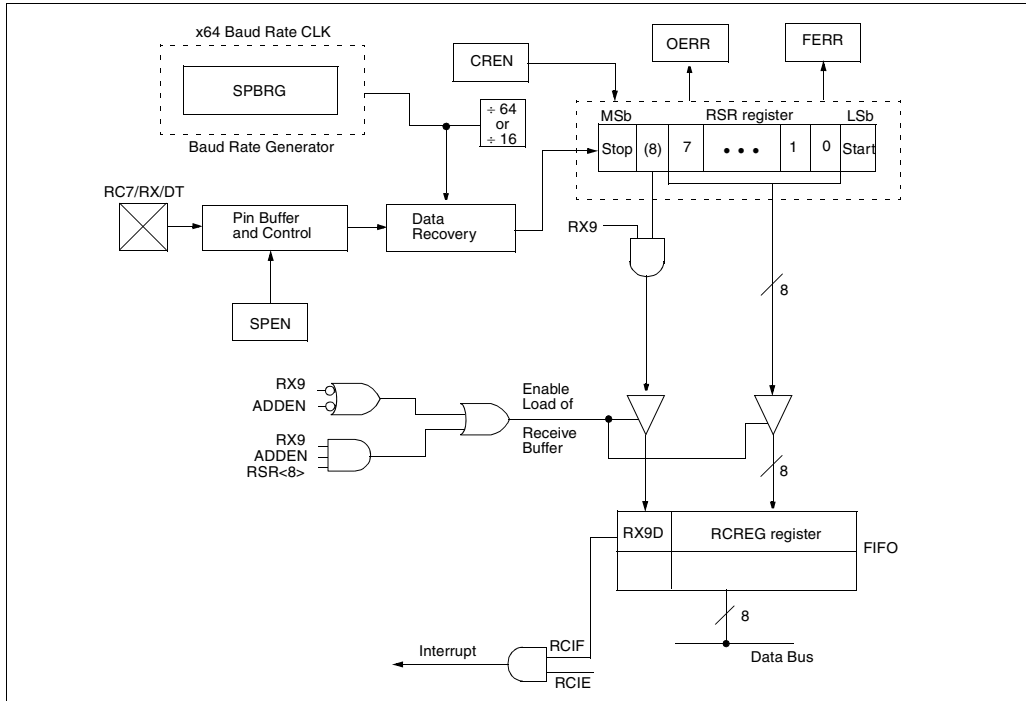 x64 Baud Rate CLK
SPBRG
Baud Rate Generator
CREN
OERR
FERR
÷ 64
or
÷ 16
MSb
RSR register
LSb
Stop
(8)
7
• • •
1
0
Start
RC7/RX/DT
Pin Buffer
and Control
Data
Recovery
SPEN
RX9
8
RX9
ADDEN
RX9
ADDEN
RSR<8>
Enable
Load of
Receive
Buffer
8
RX9D
RCREG register
FIFO
8
Data Bus
Interrupt
RCIF
RCIE